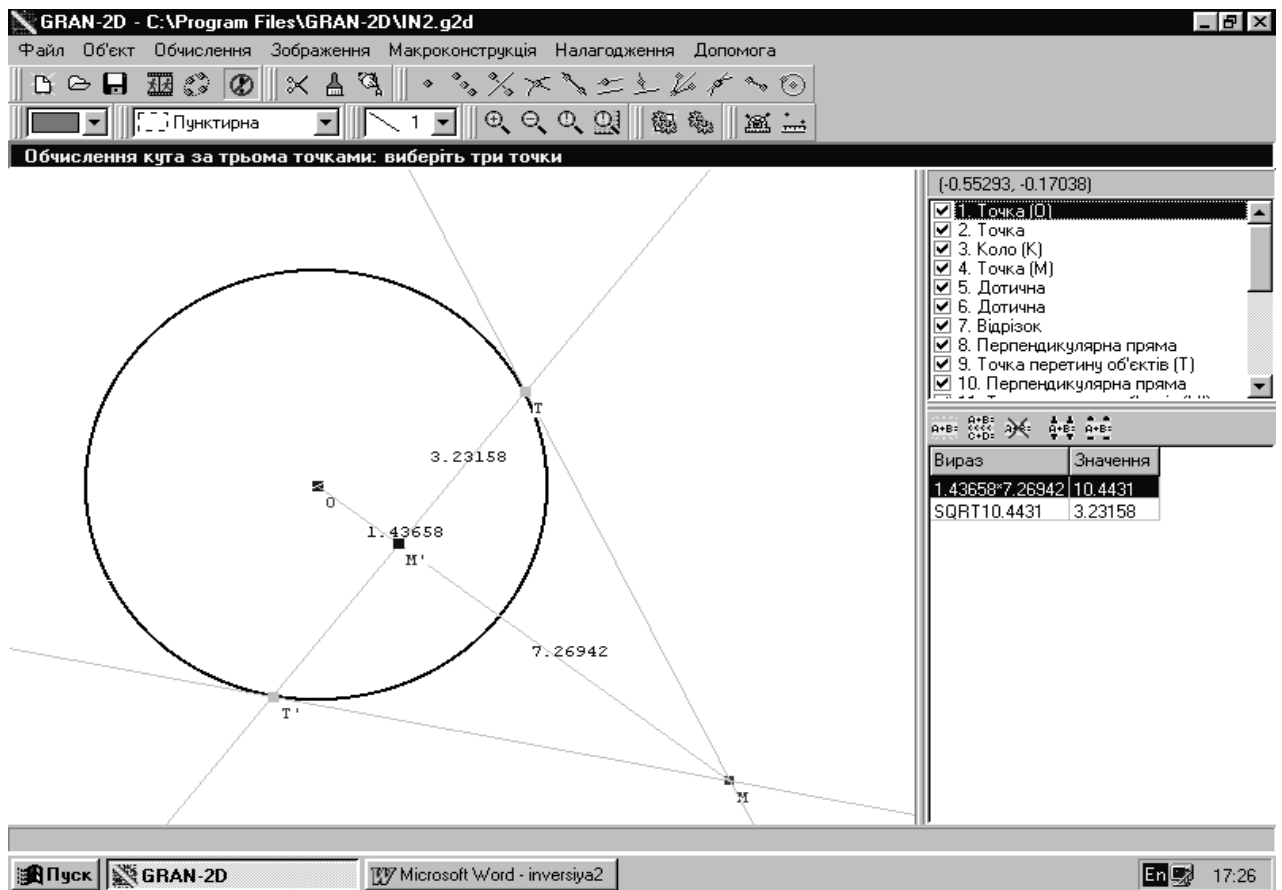 GRAN-2D - C:\Program Files\GRAN-2D\IN2.g2d
Файл Об'єкт Обчислення Зображення Макроконструкція Налагодження Допомога
Пунктирна 1
Обчислення кута за трьома точками: виберіть три точки
(-0.55293, -0.17038)
1. Точка (O)
2. Точка
3. Коло (K)
4. Точка (M)
5. Дотична
6. Дотична
7. Відрізок
8. Перпендикулярна пряма
9. Точка перетину об'єктів (T)
10. Перпендикулярна пряма
A+B= A+B= C+D= A+B= A+B= A+B=
Вираз Значення
1.43658*7.26942 10.4431
SQRT10.4431 3.23158
T
3.23158
O
1.43658
M'
7.26942
T'
M
Пуск GRAN-2D Microsoft Word - inversiya2 En 17:26